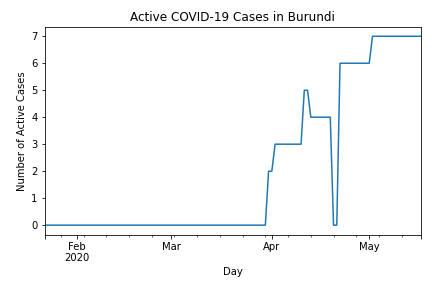 Active COVID-19 Cases in Burundi
Number of Active Cases
7
6
5
4
3
2
1
0
Feb
2020
Mar
Apr
May
Day